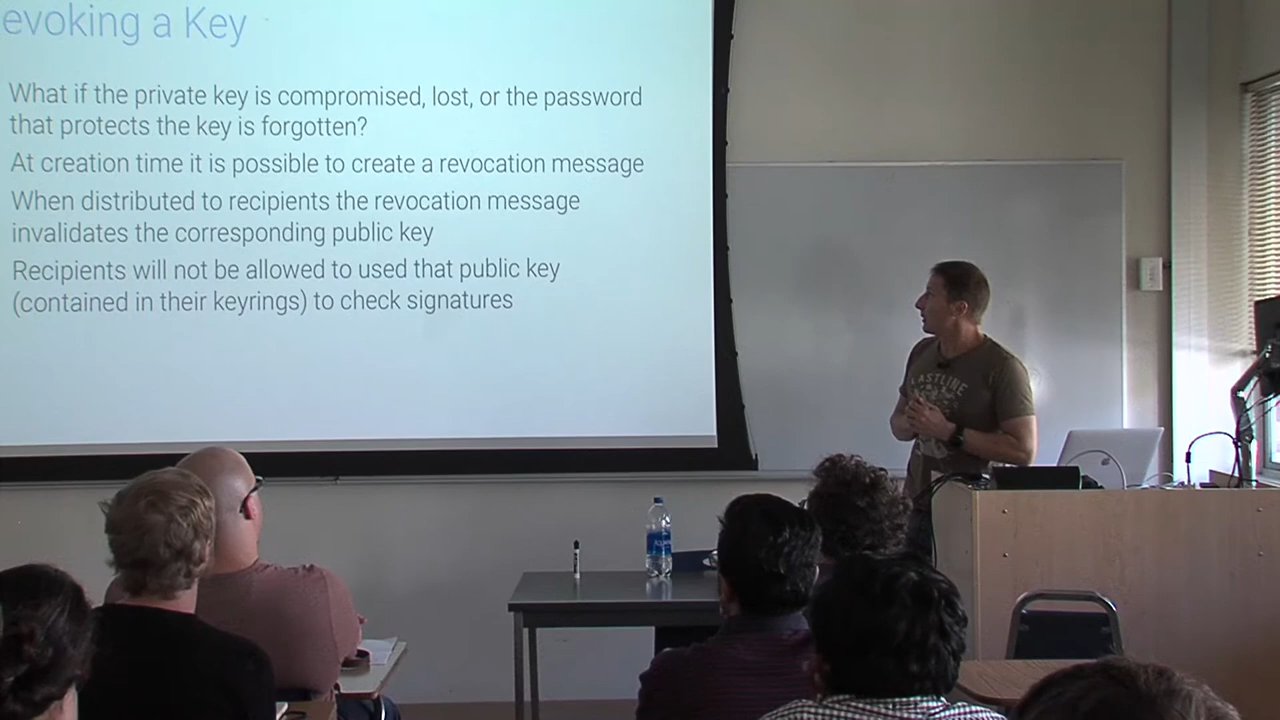 evoking a Key
What if the private key is compromised, lost, or the password
that protects the key is forgotten?
At creation time it is possible to create a revocation message
When distributed to recipients the revocation message
invalidates the corresponding public key
Recipients will not be allowed to used that public key
(contained in their keyrings) to check signatures
LASTLINE